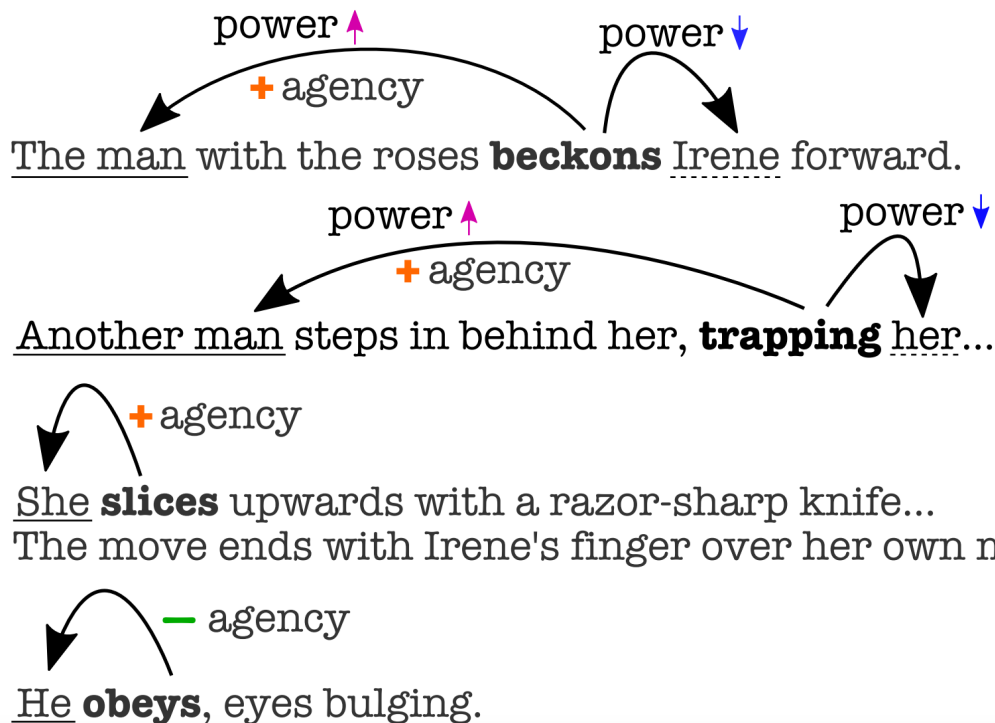 power power
+ agency
The man with the roses beckons Irene forward.
power power
+ agency
Another man steps in behind her, trapping her...
+ agency
She slices upwards with a razor-sharp knife...
The move ends with Irene's finger over her own
− agency
He obeys, eyes bulging.